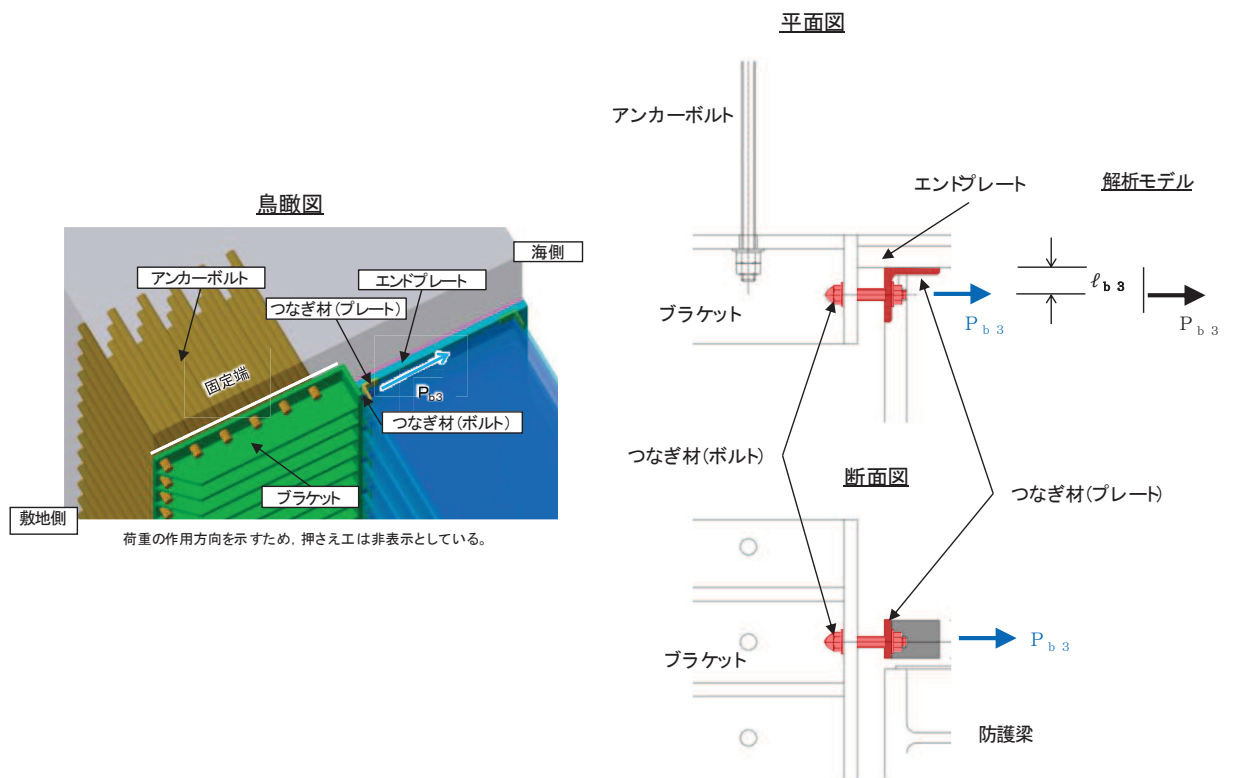 平面図
アンカーボルト
エンドプレート
解析モデル
ブラケット
ℓb3
Pb3
Pb3
鳥瞰図
海側
アンカーボルト
エンドプレート
つなぎ材(プレート)
固定端
Pb3
つなぎ材(ボルト)
ブラケット
敷地側
荷重の作用方向を示すため，押さえ工は非表示としている。
つなぎ材(ボルト)
断面図
つなぎ材(プレート)
ブラケット
Pb3
防護梁